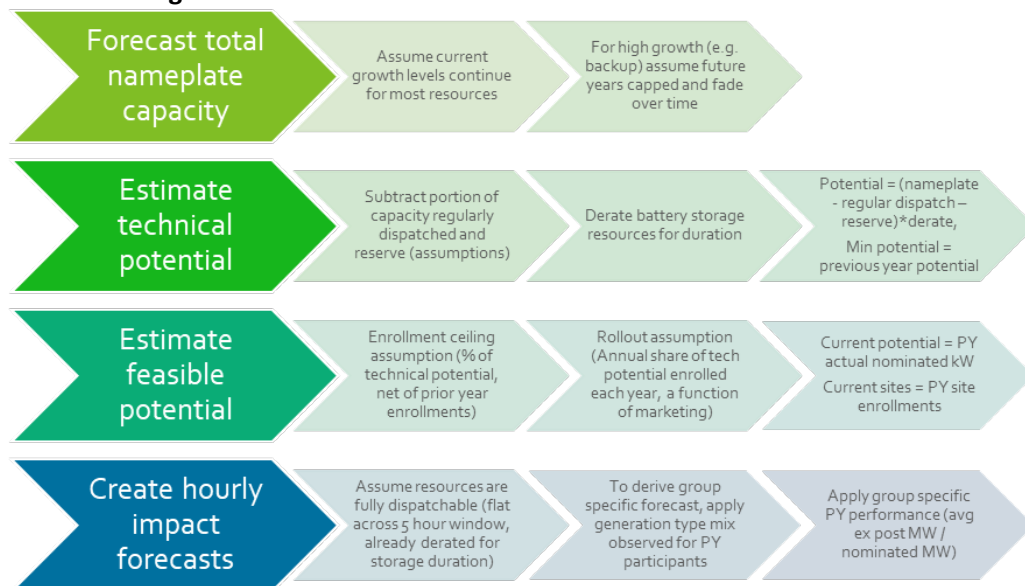 Forecast total
nameplate
capacity
Assume current
growth levels continue
for most resources
For high growth (e.g.
backup) assume future
years capped and fade
over time
Estimate
technical
potential
Subtract portion of
capacity regularly
dispatched and
reserve (assumptions)
Derate battery storage
resources for duration
Potential = (nameplate
- regular dispatch –
reserve)*derate,
Min potential =
previous year potential
Estimate
feasible
potential
Enrollment ceiling
assumption (% of
technical potential,
net of prior year
enrollments)
Rollout assumption
(Annual share of tech
potential enrolled
each year, a function
of marketing)
Current potential = PY
actual nominated kW
Current sites = PY site
enrollments
Create hourly
impact
forecasts
Assume resources are
fully dispatchable (flat
across 5 hour window,
already derated for
storage duration)
To derive group
specific forecast, apply
generation type mix
observed for PY
participants
Apply group specific
PY performance (avg
ex post MW /
nominated MW)